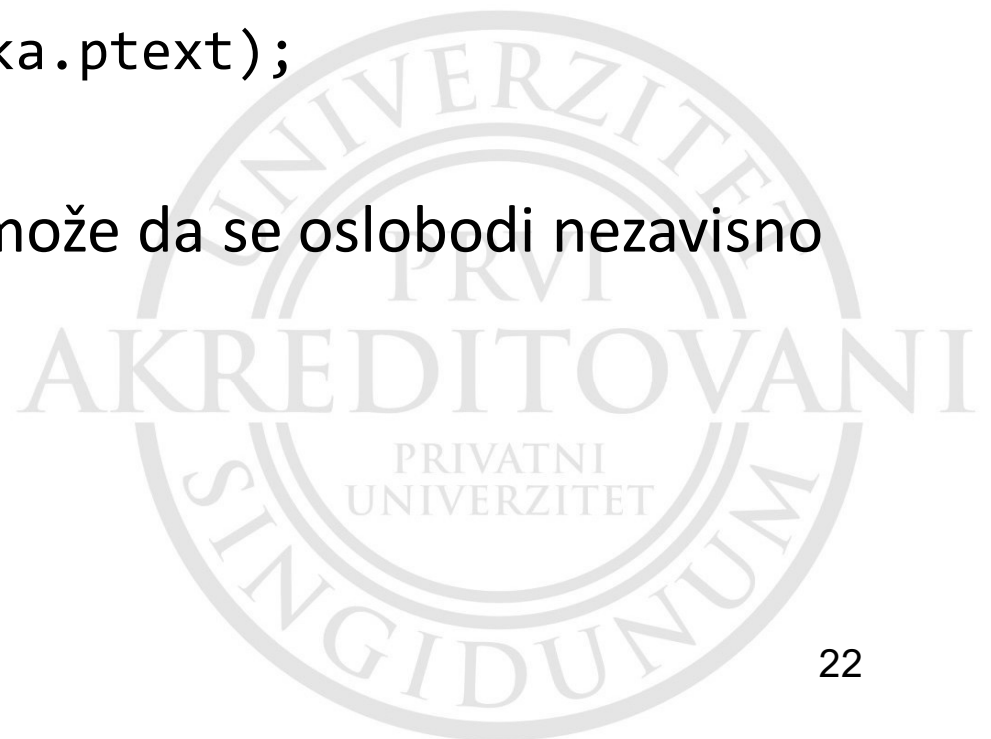 ka.ptext);
može da se oslobodi nezavisno
UNIVERZITET
PRVI
AKREDITOVANI
PRIVATNI
UNIVERZITET
SINGIDUNUM
22